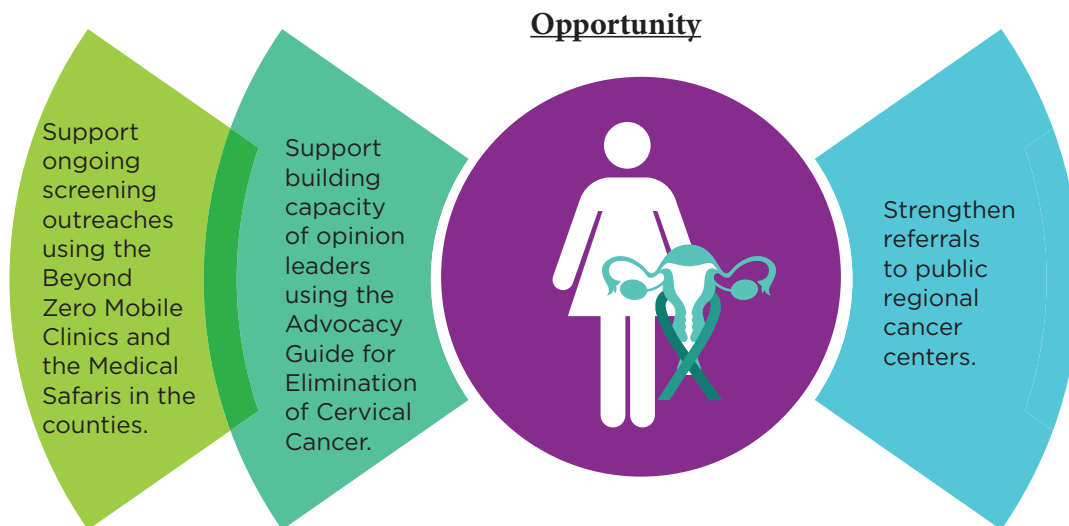 Opportunity
Support
ongoing
screening
outreaches
using the
Beyond
Zero Mobile
Clinics and
the Medical
Safaris in the
counties.
Support
building
capacity
of opinion
leaders
using the
Advocacy
Guide for
Elimination
of Cervical
Cancer.
Strengthen
referrals
to public
regional
cancer
centers.